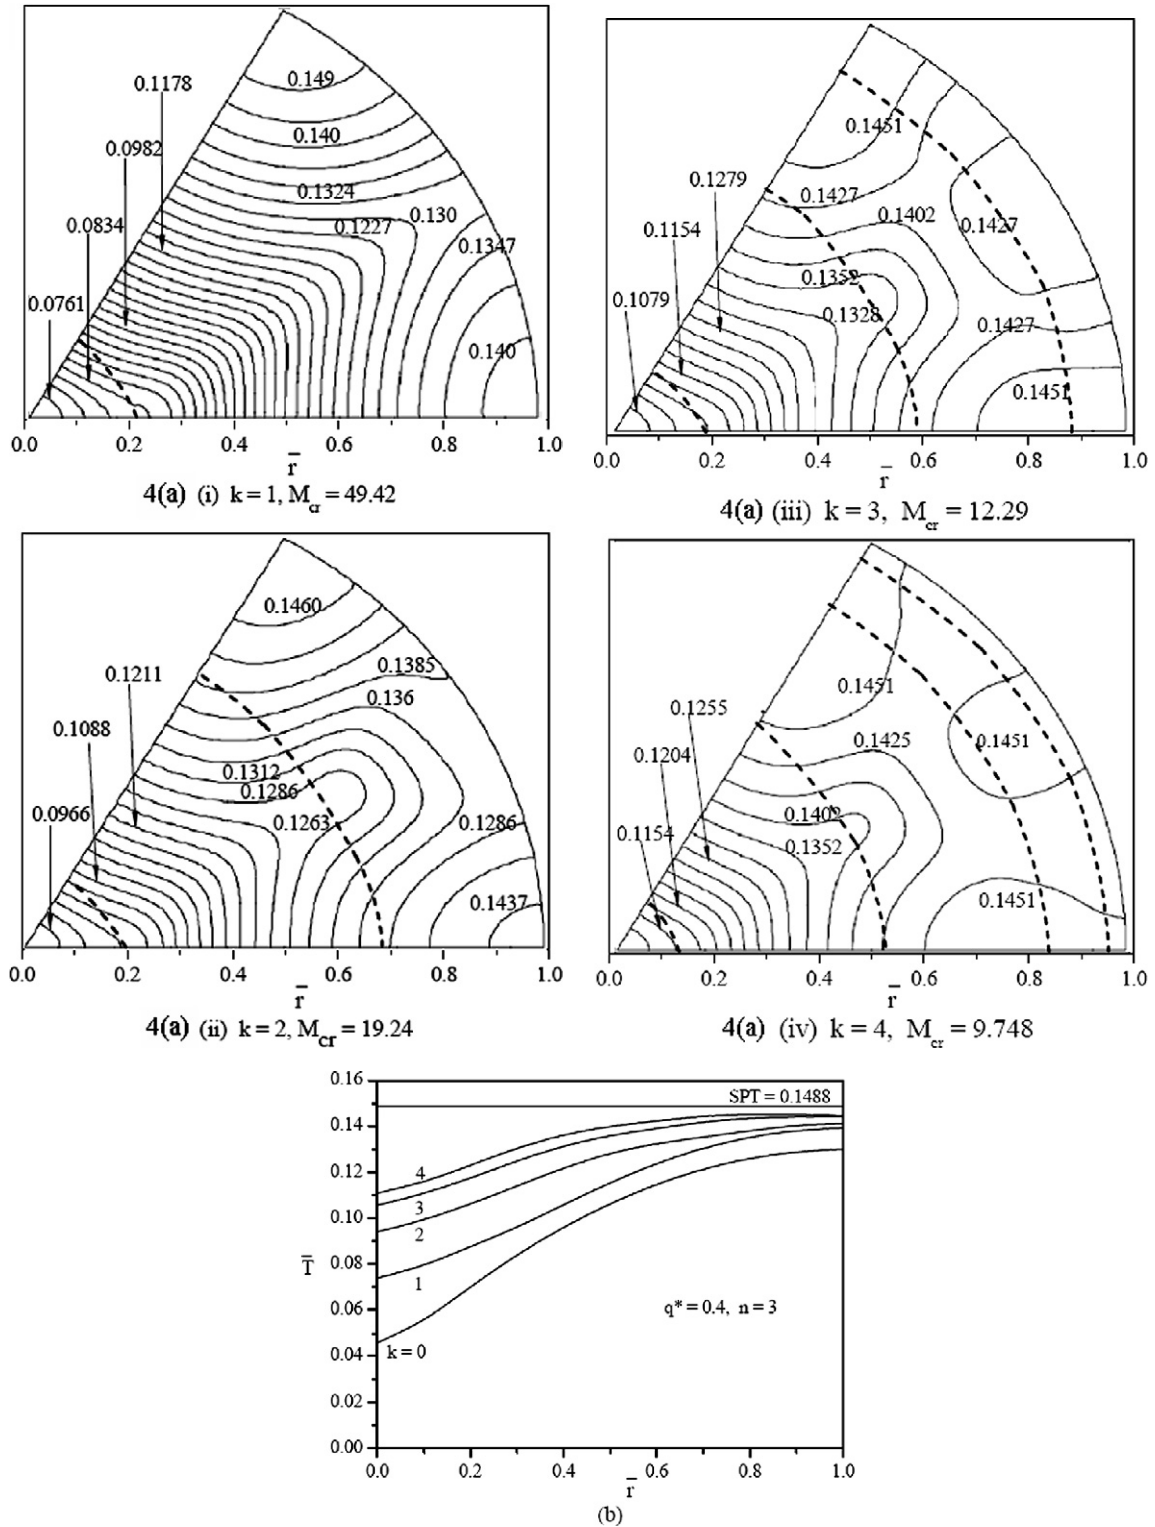 0.149
0.1178
0.140
0.0982
0.1324
0.130
0.0834
0.1227
0.1347
0.0761
0.140
0.0 0.2 0.4 0.6 0.8 1.0
r̅
4(a) (i) k = 1, M_cr = 49.42
0.1451
0.1279
0.1427
0.1402
0.1154
0.1427
0.1352
0.1079
0.1328
0.1427
0.1451
0.0 0.2 0.4 0.6 0.8 1.0
r̅
4(a) (iii) k = 3, M_cr = 12.29
0.1460
0.1385
0.1211
0.136
0.1088
0.1312
0.1286
0.0966
0.1263
0.1286
0.1437
0.0 0.2 0.4 0.6 0.8 1.0
r̅
4(a) (ii) k = 2, M_cr = 19.24
0.1451
0.1255
0.1425
0.1451
0.1204
0.1402
0.1154
0.1352
0.1451
0.0 0.2 0.4 0.6 0.8 1.0
r̅
4(a) (iv) k = 4, M_cr = 9.748
0.16
SPT = 0.1488
0.14
0.12
4
3
0.10
2
T̅
0.08
1
0.06
q* = 0.4, n = 3
k = 0
0.04
0.02
0.00
0.0 0.2 0.4 0.6 0.8 1.0
r̅
(b)